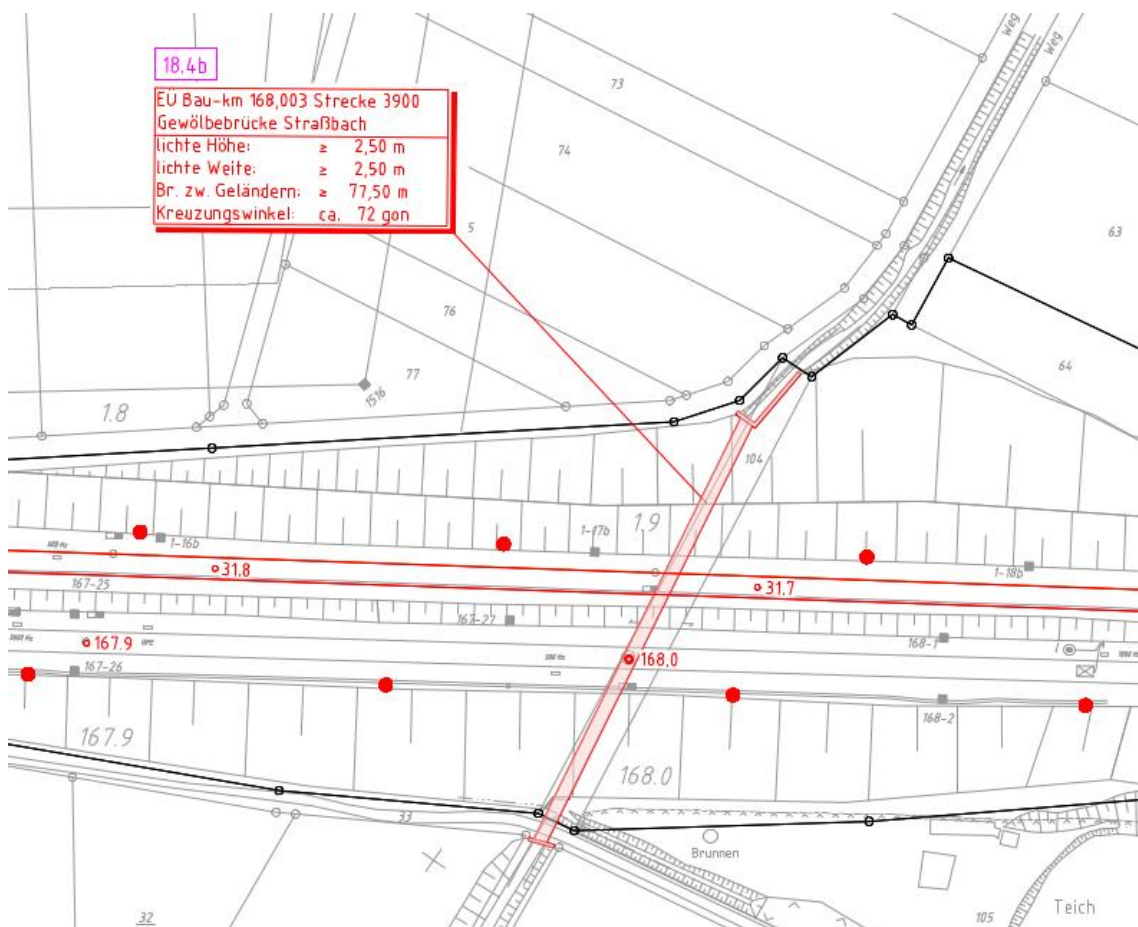 18.4b
EÜ Bau-km 168,003 Strecke 3900
Gewölbebrücke Straßbach
lichte Höhe: ≥ 2,50 m
lichte Weite: ≥ 2,50 m
Br. zw. Geländern: ≥ 77,50 m
Kreuzungswinkel: ca. 72 gon
Weg
Weg
73
74
63
5
76
77
64
1516
1.8
104
1,9
1-16b
1-17b
1-18b
31.8
31.7
167-25
167-27
168-1
167.9
168,0
167-26
168-2
167.9
168.0
33
Brunnen
32
105
Teich